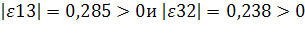 |ε13| = 0,285 > 0и |ε32| = 0,238 > 0